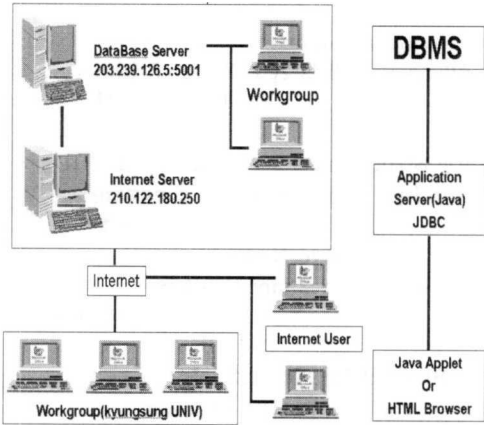 DataBase Server
203.239.126.5:5001
Workgroup
Internet Server
210.122.180.250
Internet
Internet User
Workgroup(kyungsung UNIV)
DBMS
Application
Server(Java)
JDBC
Java Applet
Or
HTML Browser